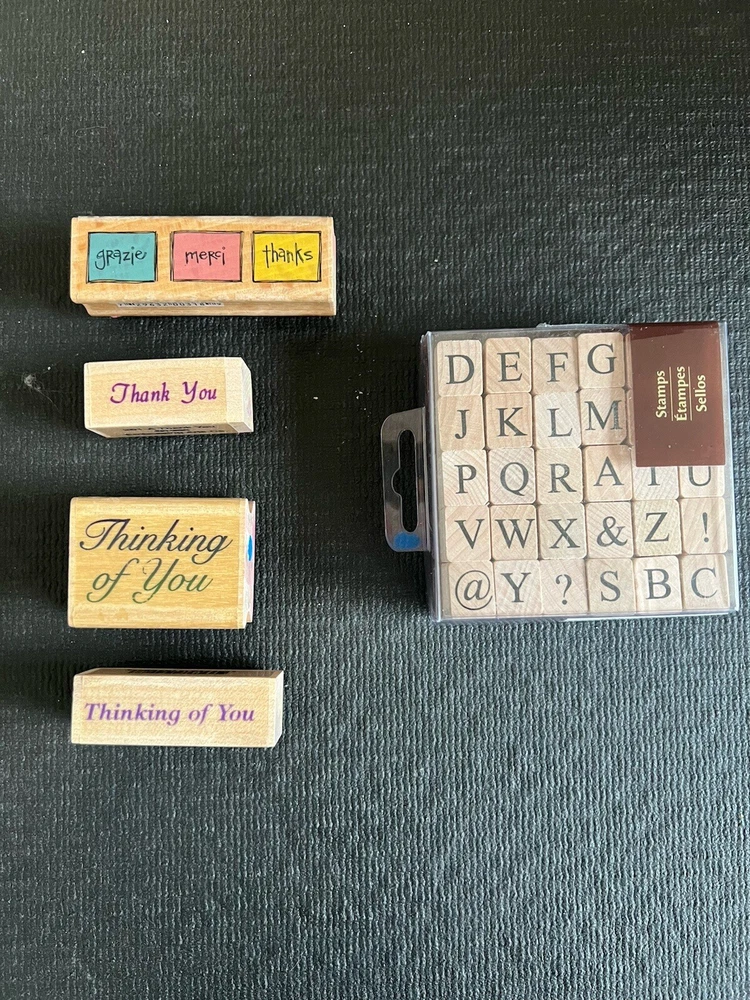 grazie merci thanks
Thank You
Thinking
of You
Thinking of You
Stamps
Étampes
Sellos
D E F G
J K L M
P Q R A T U
V W X & Z !
@ Y ? S B C